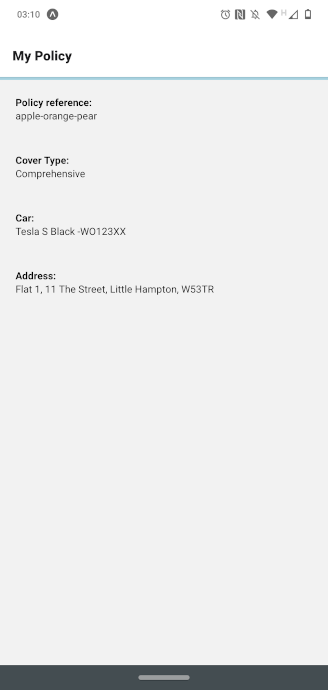 03:10
H
My Policy
Policy reference:
apple-orange-pear
Cover Type:
Comprehensive
Car:
Tesla S Black -WO123XX
Address:
Flat 1, 11 The Street, Little Hampton, W53TR